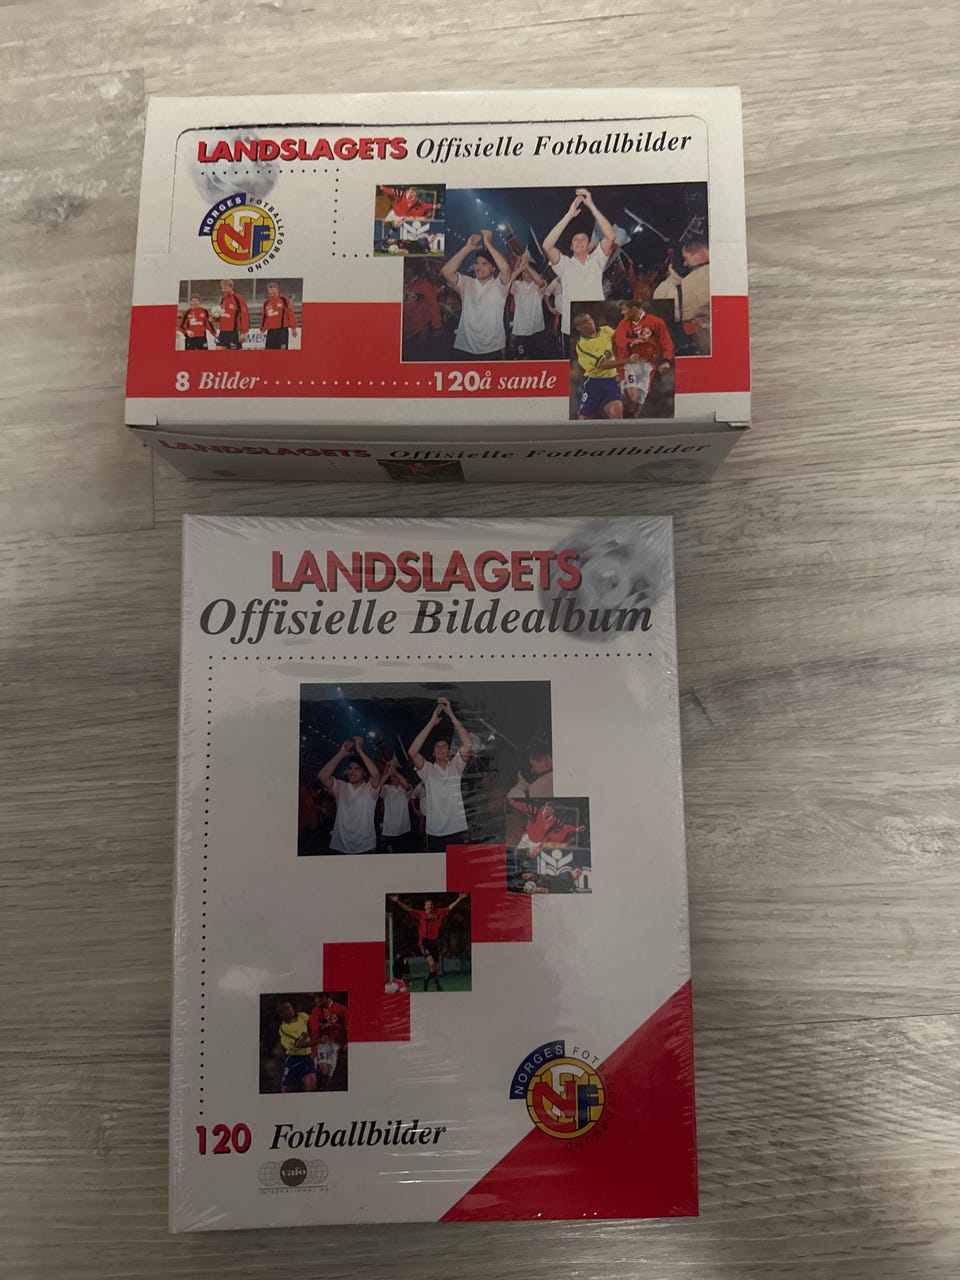 LANDSLAGETS Offisielle Fotballbilder
NORGES FOTBALLFORBUND
NFF
8 Bilder
120å samle
LANDSLAGETS Offisielle Fotballbilder
LANDSLAGETS
Offisielle Bildealbum
NORGES FOTBALLFORBUND
NFF
120 Fotballbilder
vafo
INTERNATIONAL AS